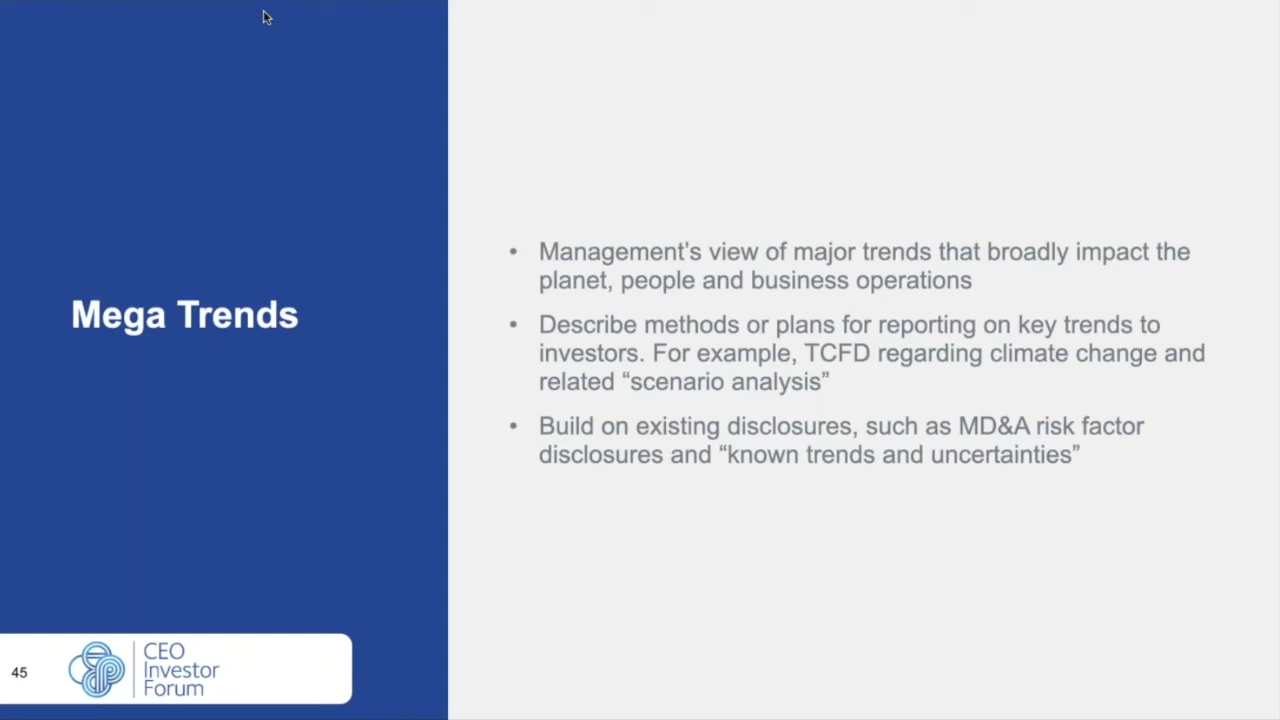 Mega Trends
• Management’s view of major trends that broadly impact the
planet, people and business operations
• Describe methods or plans for reporting on key trends to
investors. For example, TCFD regarding climate change and
related “scenario analysis”
• Build on existing disclosures, such as MD&A risk factor
disclosures and “known trends and uncertainties”
45
CEO
Investor
Forum